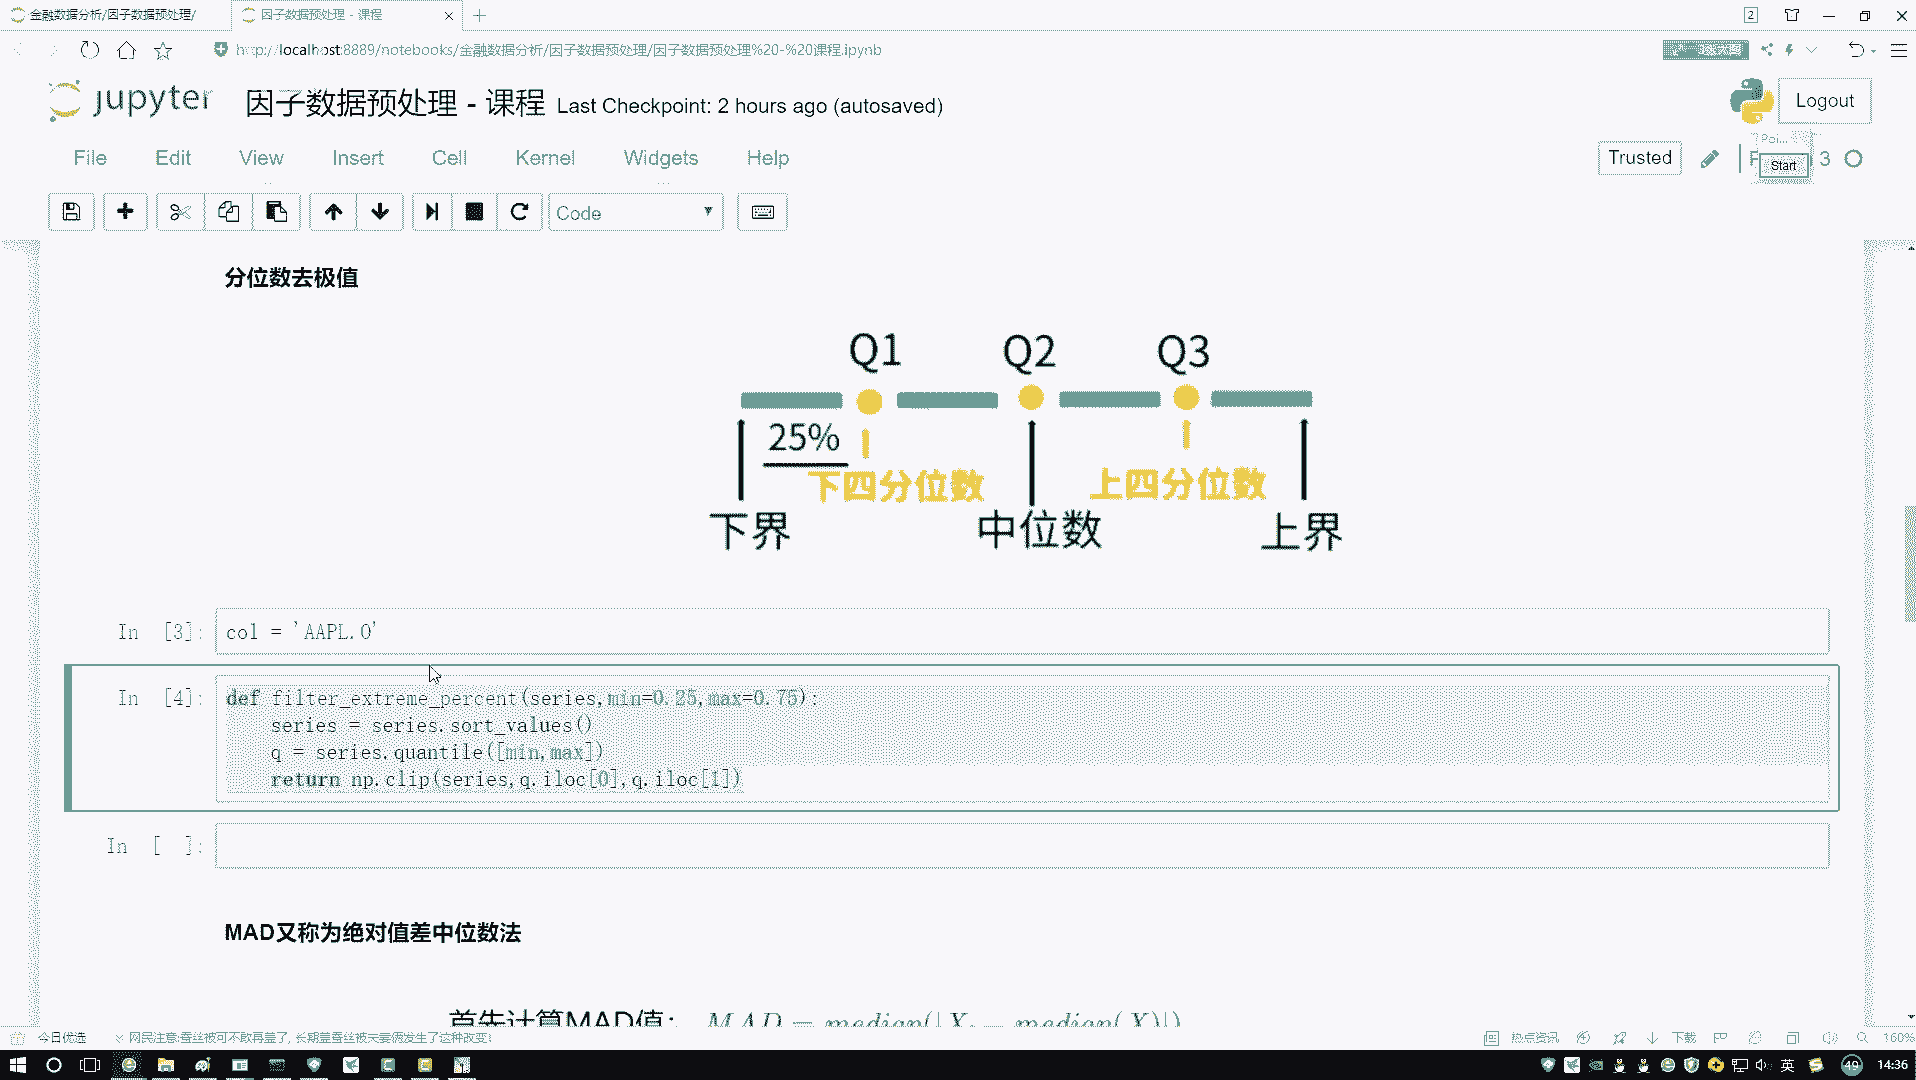 金融数据分析/因子数据预处理/
因子数据预处理 - 课程
http://localhost:8889/notebooks/金融数据分析/因子数据预处理/因子数据预处理%20-%20课程.ipynb
jupyter 因子数据预处理 - 课程 Last Checkpoint: 2 hours ago (autosaved)
Logout
File Edit View Insert Cell Kernel Widgets Help
Trusted
Poi...
Start
3
Code
分位数去极值
Q1 Q2 Q3
25%
下四分位数 上四分位数
下界 中位数 上界
In [3]: col = 'AAPL.O'
In [4]: def filter_extreme_percent(series,min=0.25,max=0.75):
series = series.sort_values()
q = series.quantile([min,max])
return np.clip(series,q.iloc[0],q.iloc[1])
In [ ]:
MAD又称为绝对值差中位数法
首先计算MAD值: MAD = median(|X_i − median(X)|)
今日优选
网民注意:蚕丝被可不敢再盖了, 长期盖蚕丝被夫妻俩发生了这种改变!
热点资讯
下载
160%
英
49
14:36